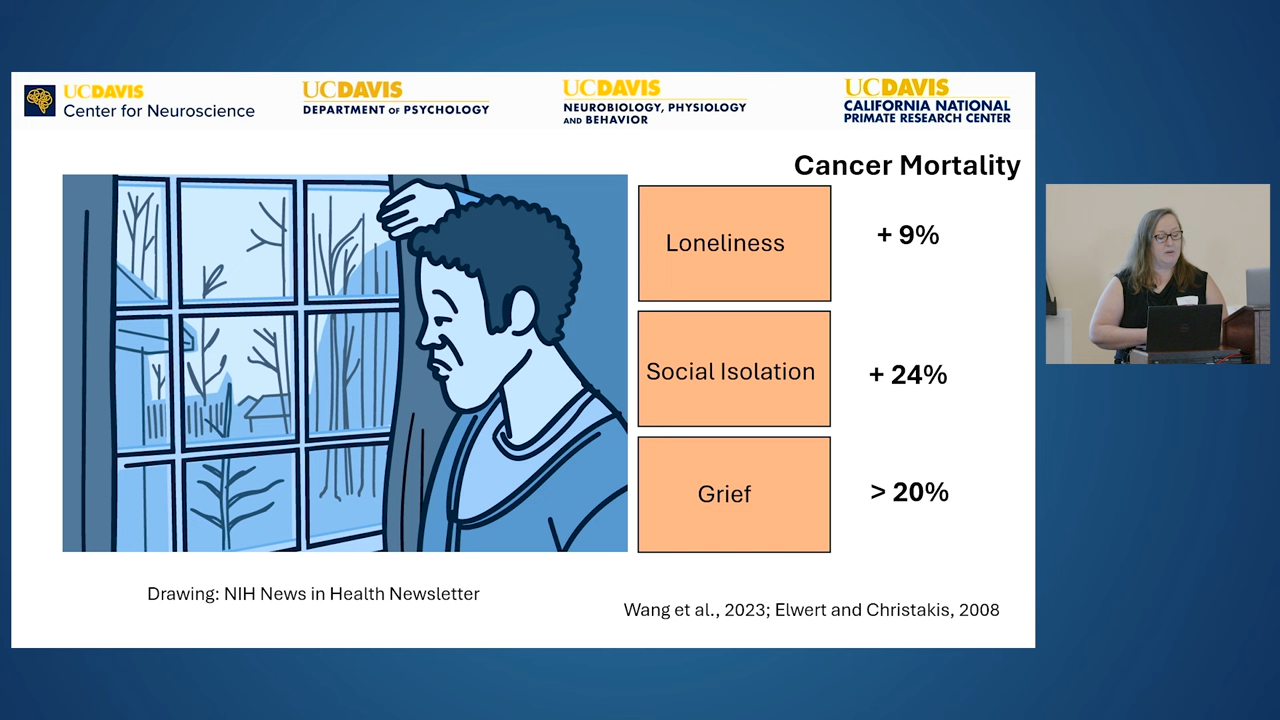 UCDAVIS
Center for Neuroscience
UCDAVIS
DEPARTMENT OF PSYCHOLOGY
UCDAVIS
NEUROBIOLOGY, PHYSIOLOGY
AND BEHAVIOR
UCDAVIS
CALIFORNIA NATIONAL
PRIMATE RESEARCH CENTER
Cancer Mortality
Loneliness
+ 9%
Social Isolation
+ 24%
Grief
> 20%
Drawing: NIH News in Health Newsletter
Wang et al., 2023; Elwert and Christakis, 2008